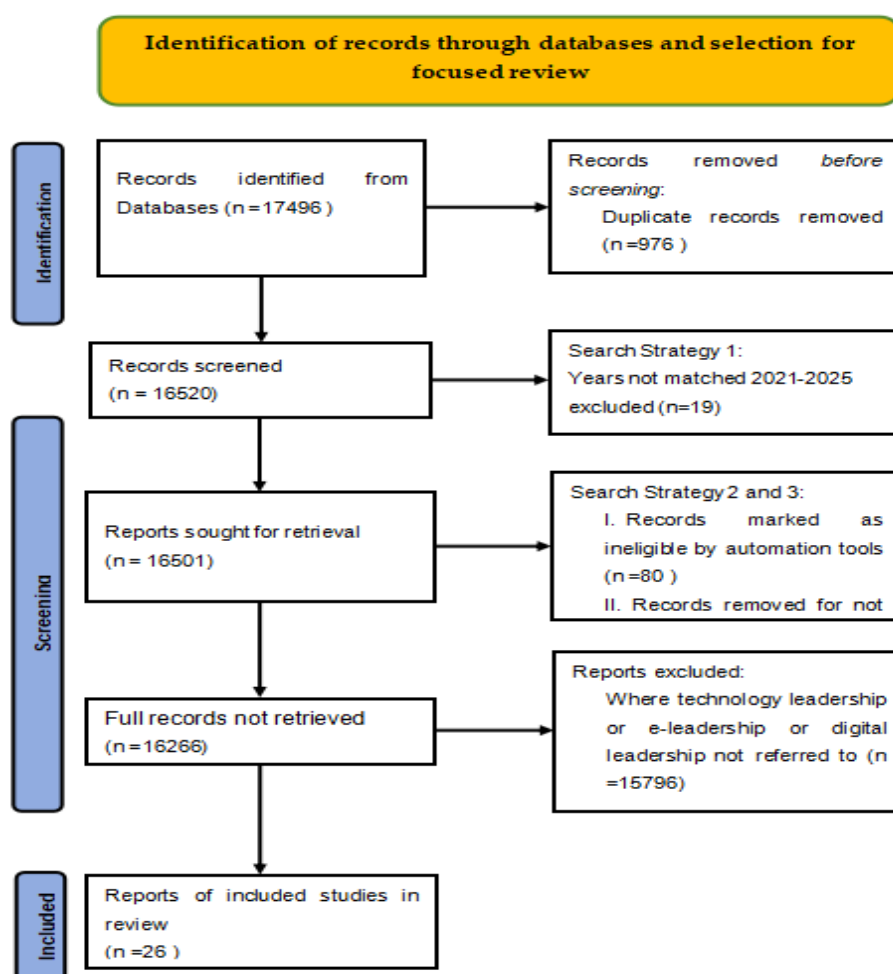 Identification of records through databases and selection for
focused review
Identification
Records identified from
Databases (n =17496 )
Records removed before
screening:
Duplicate records removed
(n =976 )
Records screened
(n = 16520)
Search Strategy 1:
Years not matched 2021-2025
excluded (n=19)
Screening
Reports sought for retrieval
(n = 16501)
Search Strategy 2 and 3:
I. Records marked as
ineligible by automation tools
(n =80 )
II. Records removed for not
Full records not retrieved
(n =16266)
Reports excluded:
Where technology leadership
or e-leadership or digital
leadership not referred to (n
=15796)
Included
Reports of included studies in
review
(n =26 )